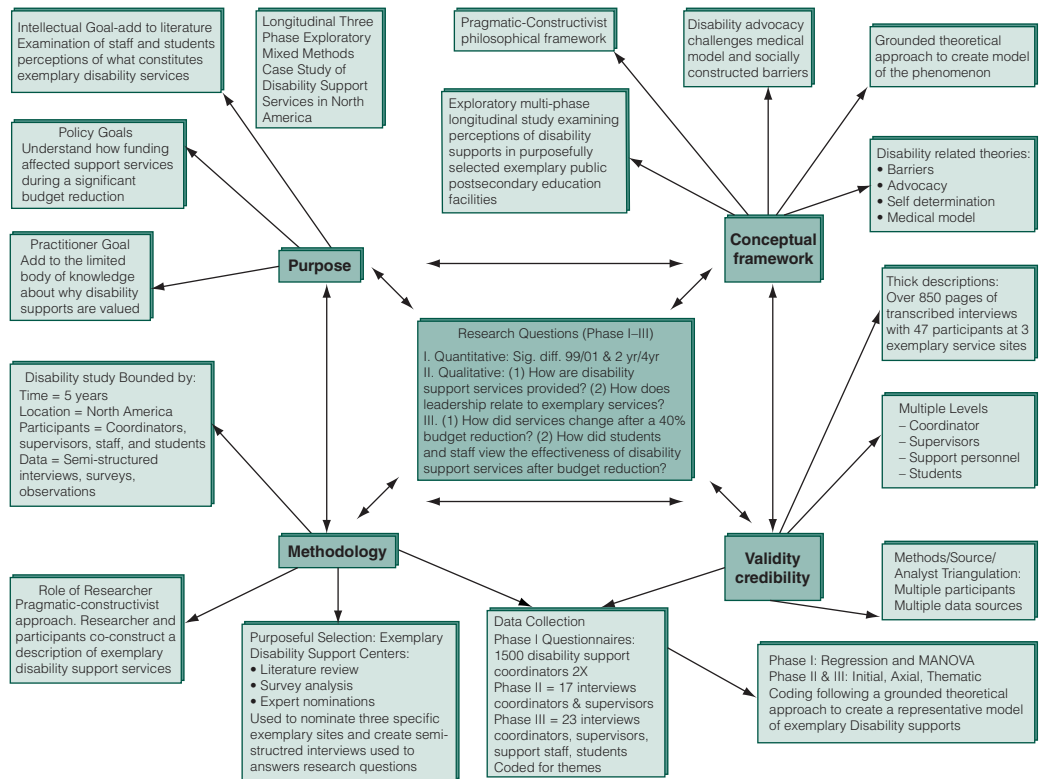 Intellectual Goal-add to literature
Examination of staff and students
perceptions of what constitutes
exemplary disability services
Longitudinal Three
Phase Exploratory
Mixed Methods
Case Study of
Disability Support
Services in North
America
Pragmatic-Constructivist
philosophical framework
Disability advocacy
challenges medical
model and socially
constructed barriers
Grounded theoretical
approach to create model
of the phenomenon
Policy Goals
Understand how funding
affected support services
during a significant
budget reduction
Exploratory multi-phase
longitudinal study examining
perceptions of disability
supports in purposefully
selected exemplary public
postsecondary education
facilities
Disability related theories:
• Barriers
• Advocacy
• Self determination
• Medical model
Practitioner Goal
Add to the limited
body of knowledge
about why disability
supports are valued
Purpose
Conceptual
framework
Thick descriptions:
Over 850 pages of
transcribed interviews
with 47 participants at 3
exemplary service sites
Research Questions (Phase I–III)
I. Quantitative: Sig. diff. 99/01 & 2 yr/4yr
II. Qualitative: (1) How are disability
support services provided? (2) How does
leadership relate to exemplary services?
III. (1) How did services change after a 40%
budget reduction? (2) How did students
and staff view the effectiveness of disability
support services after budget reduction?
Disability study Bounded by:
Time = 5 years
Location = North America
Participants = Coordinators,
supervisors, staff, and students
Data = Semi-structured
interviews, surveys,
observations
Multiple Levels
– Coordinator
– Supervisors
– Support personnel
– Students
Methodology
Validity
credibility
Methods/Source/
Analyst Triangulation:
Multiple participants
Multiple data sources
Role of Researcher
Pragmatic-constructivist
approach. Researcher and
participants co-construct a
description of exemplary
disability support services
Purposeful Selection: Exemplary
Disability Support Centers:
• Literature review
• Survey analysis
• Expert nominations
Used to nominate three specific
exemplary sites and create semi-
structred interviews used to
answers research questions
Data Collection
Phase I Questionnaires:
1500 disability support
coordinators 2X
Phase II = 17 interviews
coordinators & supervisors
Phase III = 23 interviews
coordinators, supervisors,
support staff, students
Coded for themes
Phase I: Regression and MANOVA
Phase II & III: Initial, Axial, Thematic
Coding following a grounded theoretical
approach to create a representative model
of exemplary Disability supports